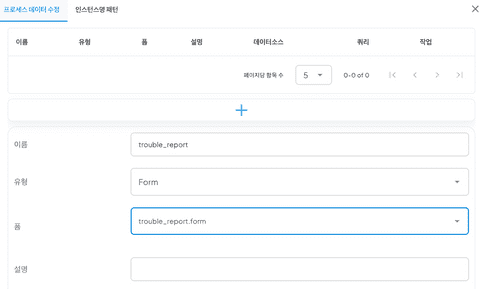 프로세스 데이터 수정 인스턴스명 패턴
이름 유형 폼 설명 데이터소스 쿼리 작업
페이지당 항목 수 5 0-0 of 0
이름 trouble_report
유형 Form
폼 trouble_report.form
설명